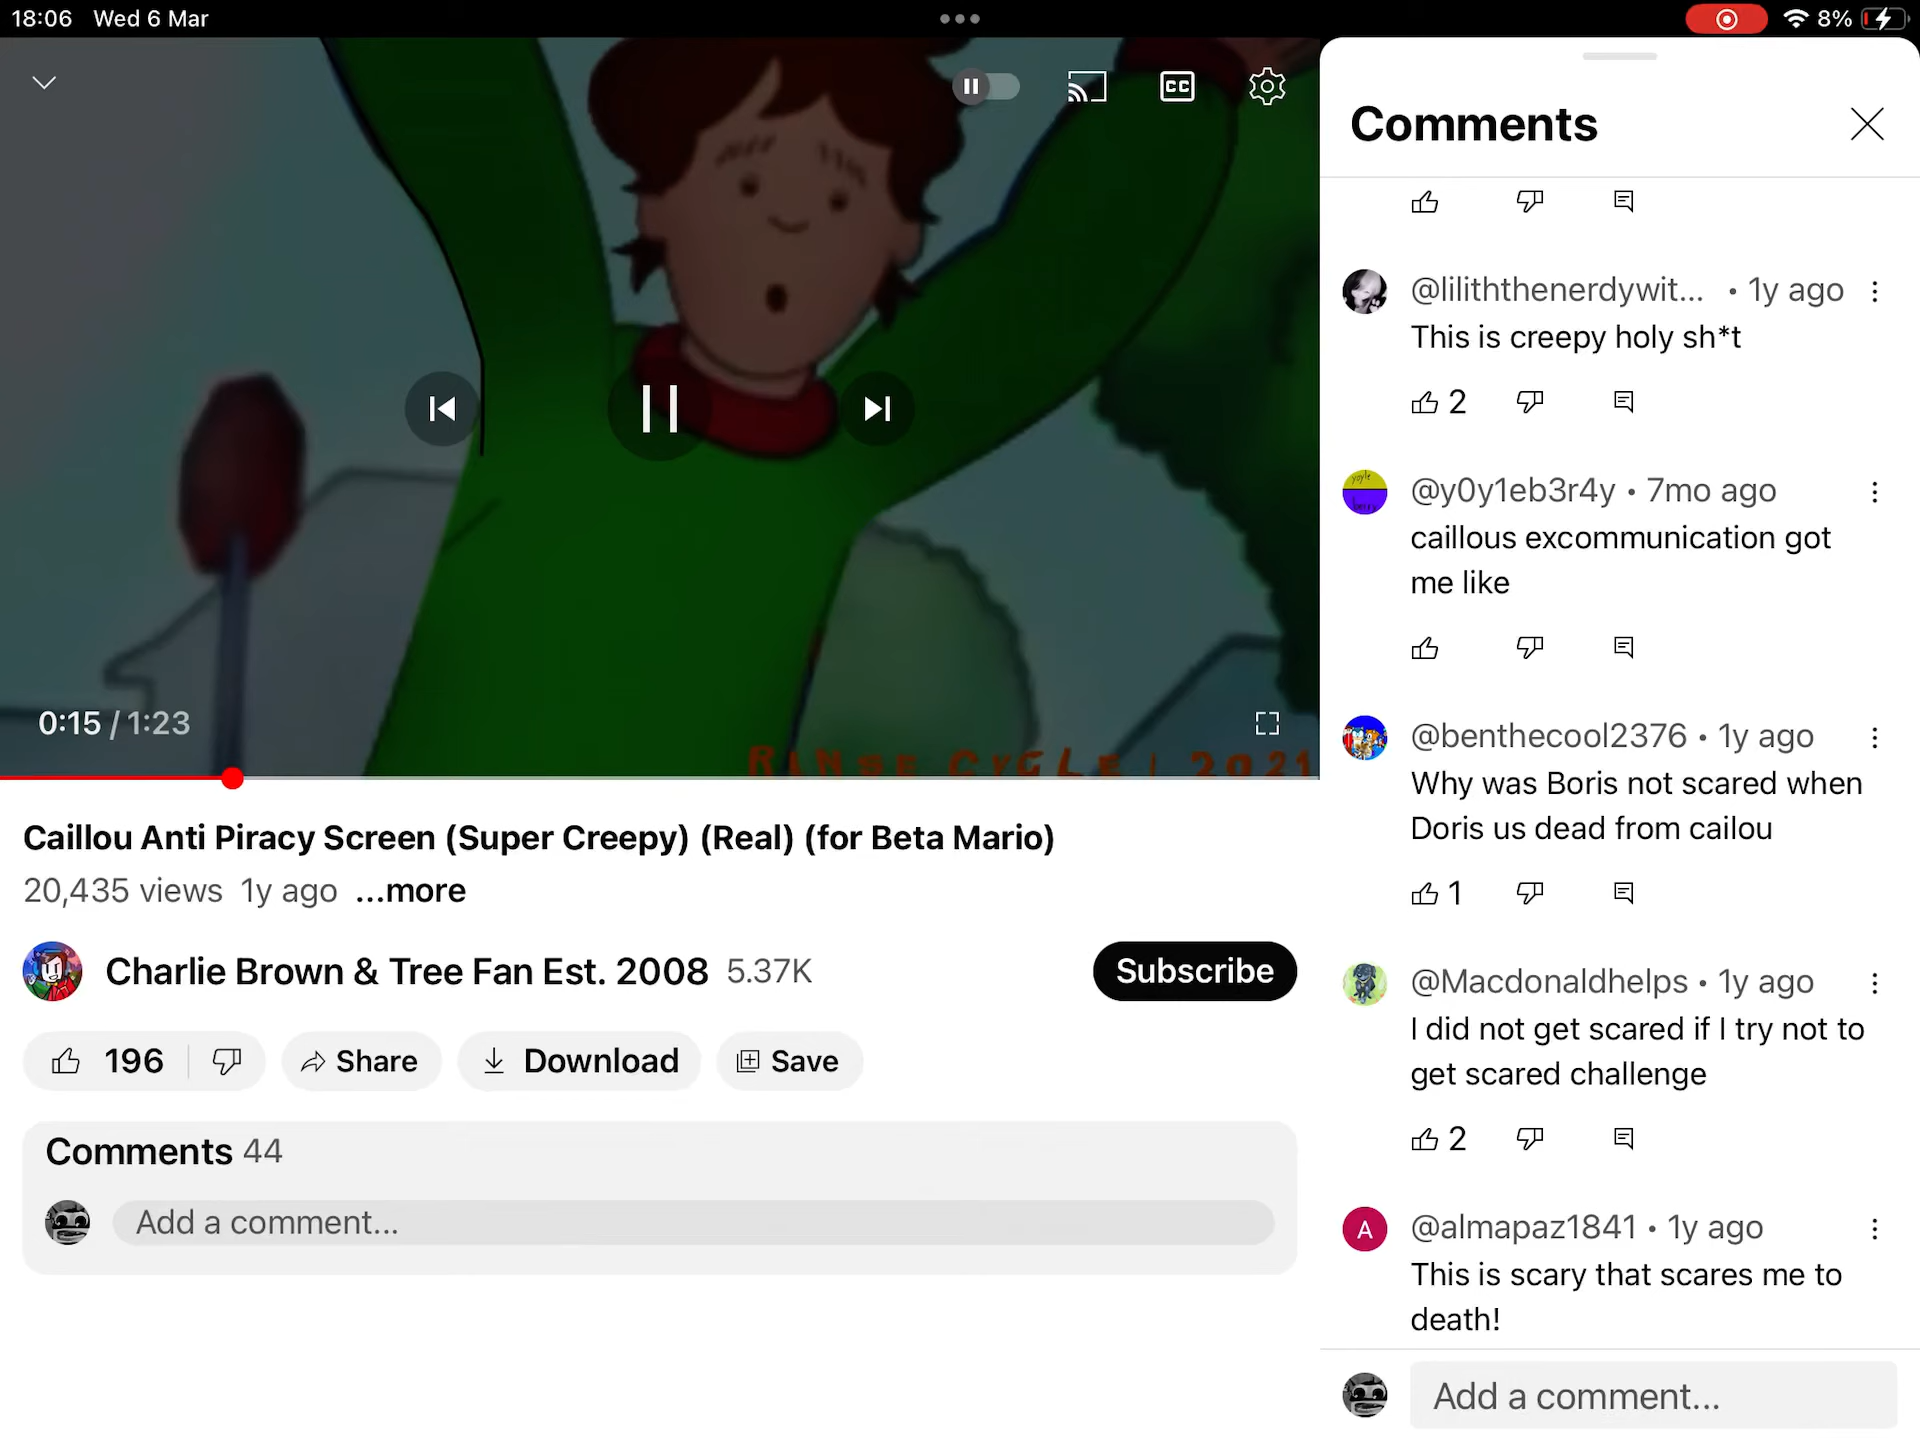 18:06 Wed 6 Mar
8%
CC
0:15 / 1:23
RINSE CYCLE | 2021
Caillou Anti Piracy Screen (Super Creepy) (Real) (for Beta Mario)
20,435 views 1y ago ...more
Charlie Brown & Tree Fan Est. 2008 5.37K
Subscribe
196
Share
Download
Save
Comments 44
Add a comment...
Comments
@liliththenerdywit... • 1y ago
This is creepy holy sh*t
2
@y0y1eb3r4y • 7mo ago
caillous excommunication got
me like
@benthecool2376 • 1y ago
Why was Boris not scared when
Doris us dead from cailou
1
@Macdonaldhelps • 1y ago
I did not get scared if I try not to
get scared challenge
2
A
@almapaz1841 • 1y ago
This is scary that scares me to
death!
Add a comment...